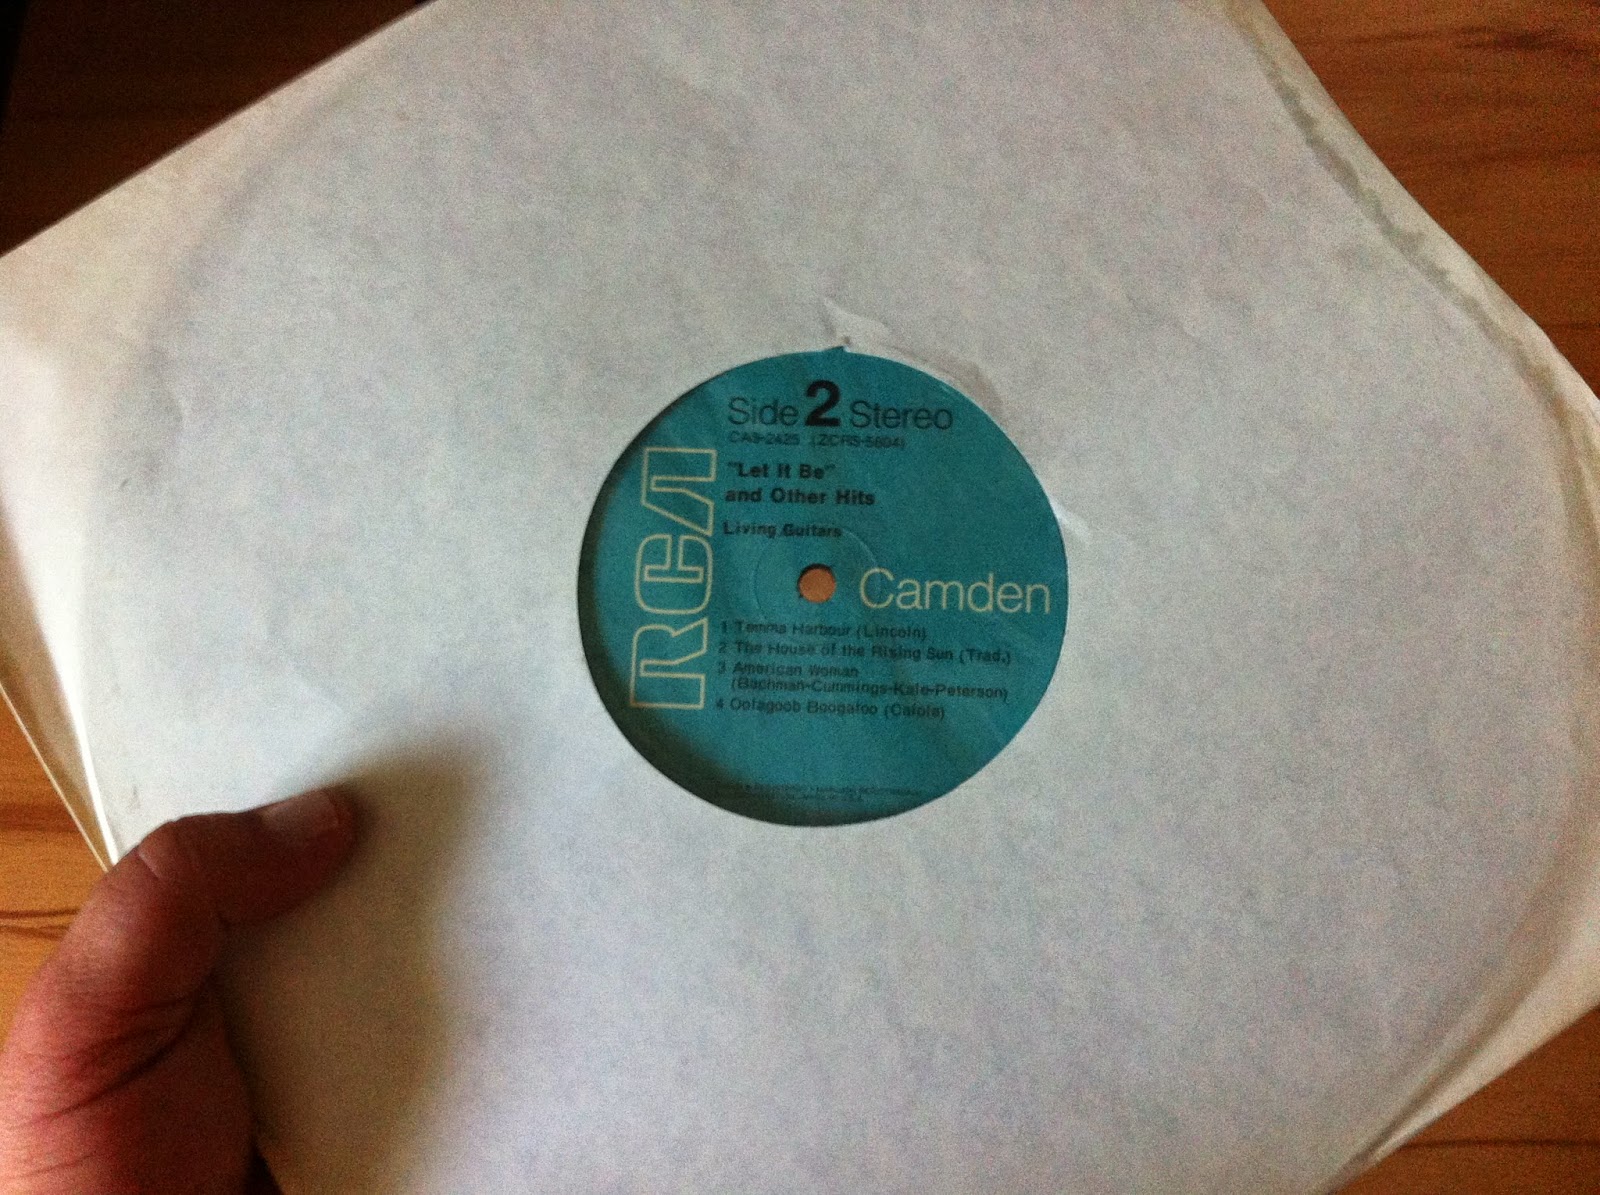 Side 2 Stereo
CAS-2425 (ZCRS-5604)
"Let It Be"
and Other Hits
Living Guitars
RCA
Camden
1 Temma Harbour (Lincoln)
2 The House of the Rising Sun (Trad.)
3 American Woman
(Bachman-Cummings-Kale-Peterson)
4 Oofagoob Boogaloo (Caiola)